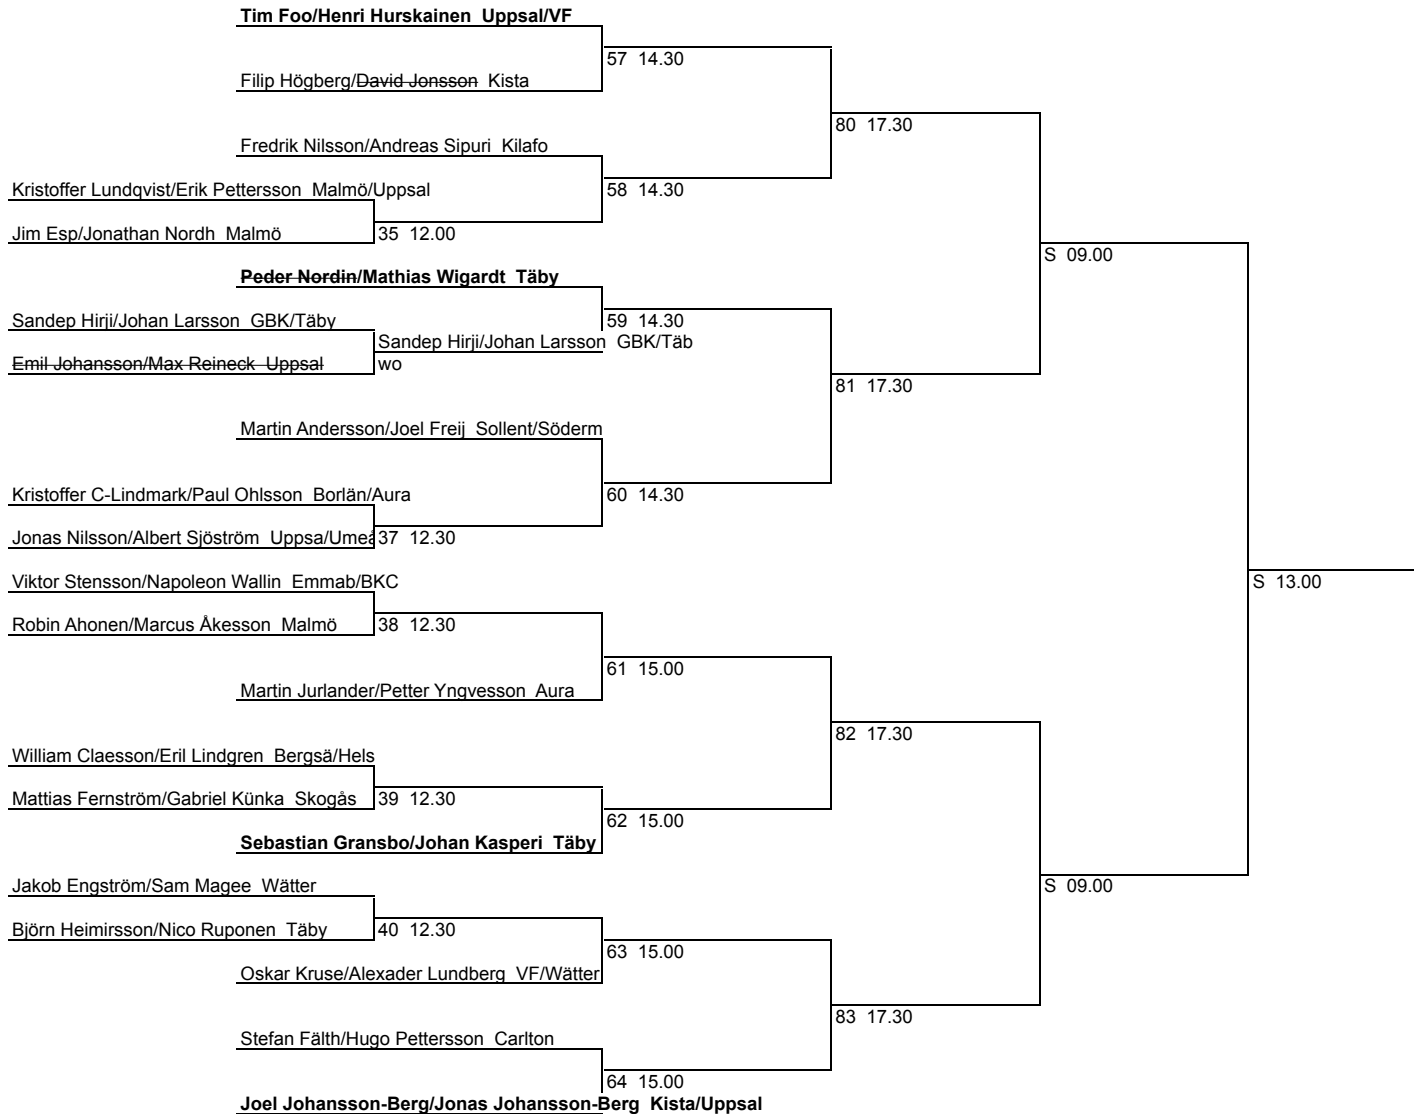 Tim Foo/Henri Hurskainen Uppsal/VF
57 14.30
Filip Högberg/David Jonsson Kista
80 17.30
Fredrik Nilsson/Andreas Sipuri Kilafo
Kristoffer Lundqvist/Erik Pettersson Malmö/Uppsal
58 14.30
Jim Esp/Jonathan Nordh Malmö
35 12.00
S 09.00
Peder Nordin/Mathias Wigardt Täby
Sandep Hirji/Johan Larsson GBK/Täby
59 14.30
Sandep Hirji/Johan Larsson GBK/Täb
Emil Johansson/Max Reineck Uppsal
wo
81 17.30
Martin Andersson/Joel Freij Sollent/Söderm
Kristoffer C-Lindmark/Paul Ohlsson Borlän/Aura
60 14.30
Jonas Nilsson/Albert Sjöström Uppsa/Umeå
37 12.30
Viktor Stensson/Napoleon Wallin Emmab/BKC
S 13.00
Robin Ahonen/Marcus Åkesson Malmö
38 12.30
61 15.00
Martin Jurlander/Petter Yngvesson Aura
82 17.30
William Claesson/Eril Lindgren Bergsä/Hels
Mattias Fernström/Gabriel Künka Skogås
39 12.30
62 15.00
Sebastian Gransbo/Johan Kasperi Täby
Jakob Engström/Sam Magee Wätter
S 09.00
Björn Heimirsson/Nico Ruponen Täby
40 12.30
63 15.00
Oskar Kruse/Alexader Lundberg VF/Wätter
83 17.30
Stefan Fälth/Hugo Pettersson Carlton
64 15.00
Joel Johansson-Berg/Jonas Johansson-Berg Kista/Uppsal